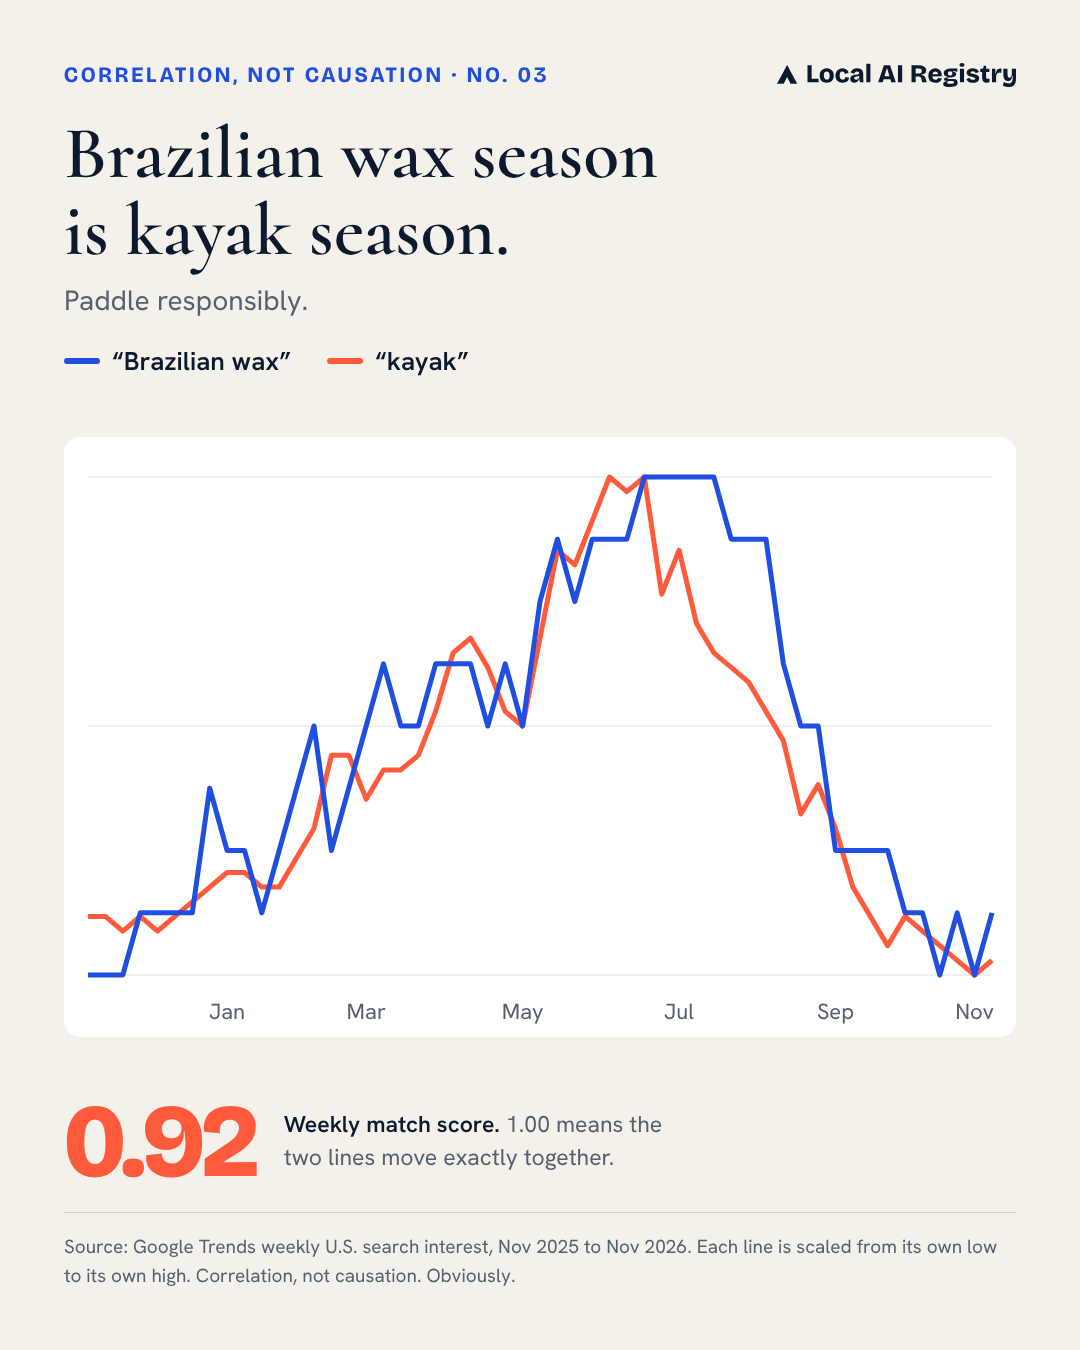 CORRELATION, NOT CAUSATION · NO. 03
Local AI Registry
Brazilian wax season
is kayak season.
Paddle responsibly.
“Brazilian wax” “kayak”
Jan Mar May Jul Sep Nov
0.92
Weekly match score. 1.00 means the
two lines move exactly together.
Source: Google Trends weekly U.S. search interest, Nov 2025 to Nov 2026. Each line is scaled from its own low
to its own high. Correlation, not causation. Obviously.